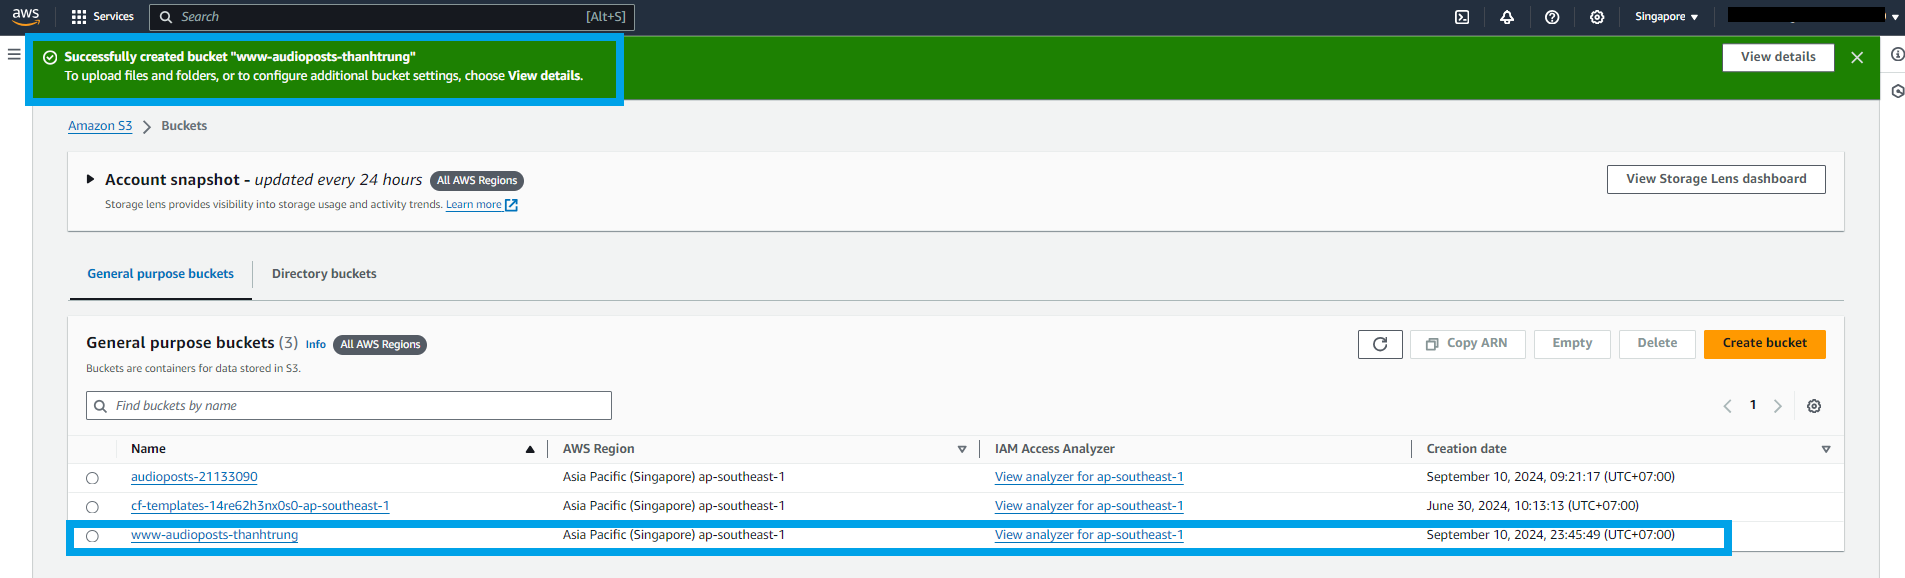 aws Services Search [Alt+S] Singapore
Successfully created bucket "www-audioposts-thanhtrung"
To upload files and folders, or to configure additional bucket settings, choose View details.
View details
Amazon S3 Buckets
Account snapshot - updated every 24 hours All AWS Regions
Storage lens provides visibility into storage usage and activity trends. Learn more
View Storage Lens dashboard
General purpose buckets Directory buckets
General purpose buckets (3) Info All AWS Regions
Buckets are containers for data stored in S3.
Copy ARN Empty Delete Create bucket
Find buckets by name
1
Name AWS Region IAM Access Analyzer Creation date
audioposts-21133090 Asia Pacific (Singapore) ap-southeast-1 View analyzer for ap-southeast-1 September 10, 2024, 09:21:17 (UTC+07:00)
cf-templates-14re62h3nx0s0-ap-southeast-1 Asia Pacific (Singapore) ap-southeast-1 View analyzer for ap-southeast-1 June 30, 2024, 10:13:13 (UTC+07:00)
www-audioposts-thanhtrung Asia Pacific (Singapore) ap-southeast-1 View analyzer for ap-southeast-1 September 10, 2024, 23:45:49 (UTC+07:00)